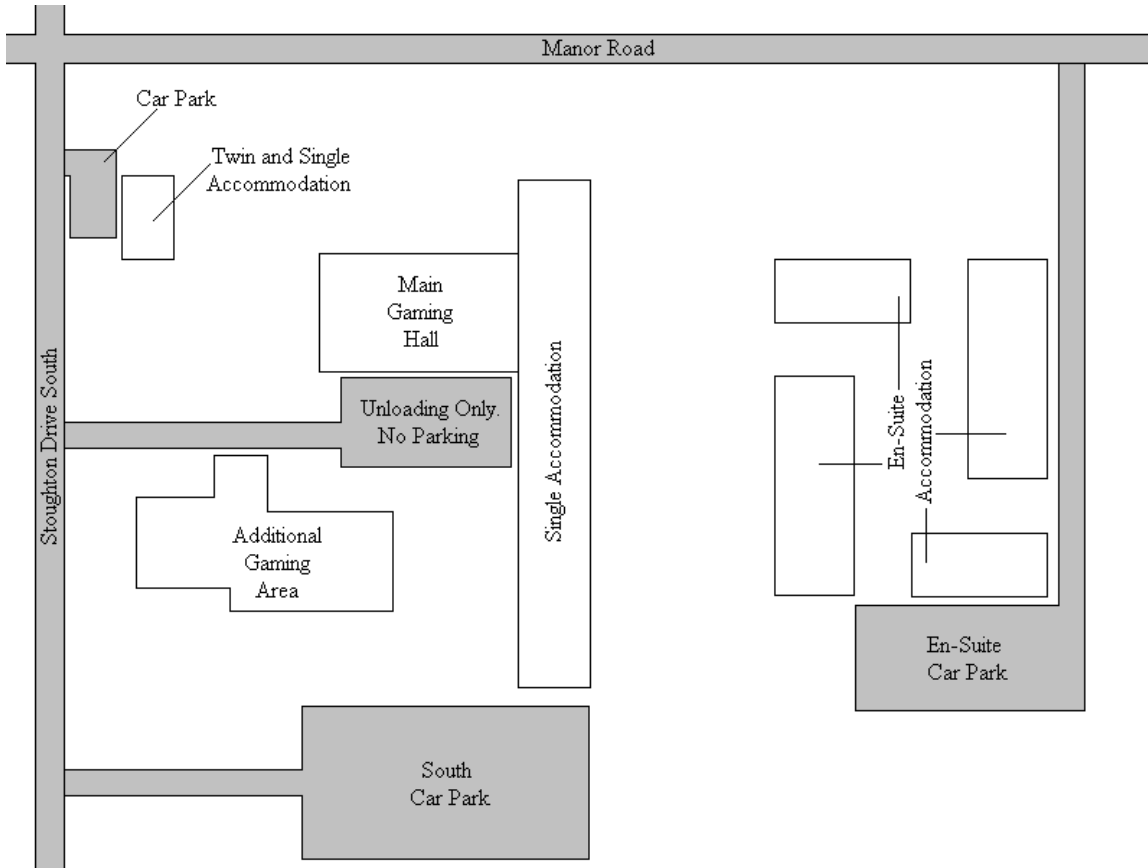 Manor Road
Car Park
Twin and Single
Accommodation
Main
Gaming
Hall
Stoughton Drive South
Unloading Only.
No Parking
Single Accommodation
En-Suite
Accommodation
Additional
Gaming
Area
En-Suite
Car Park
South
Car Park